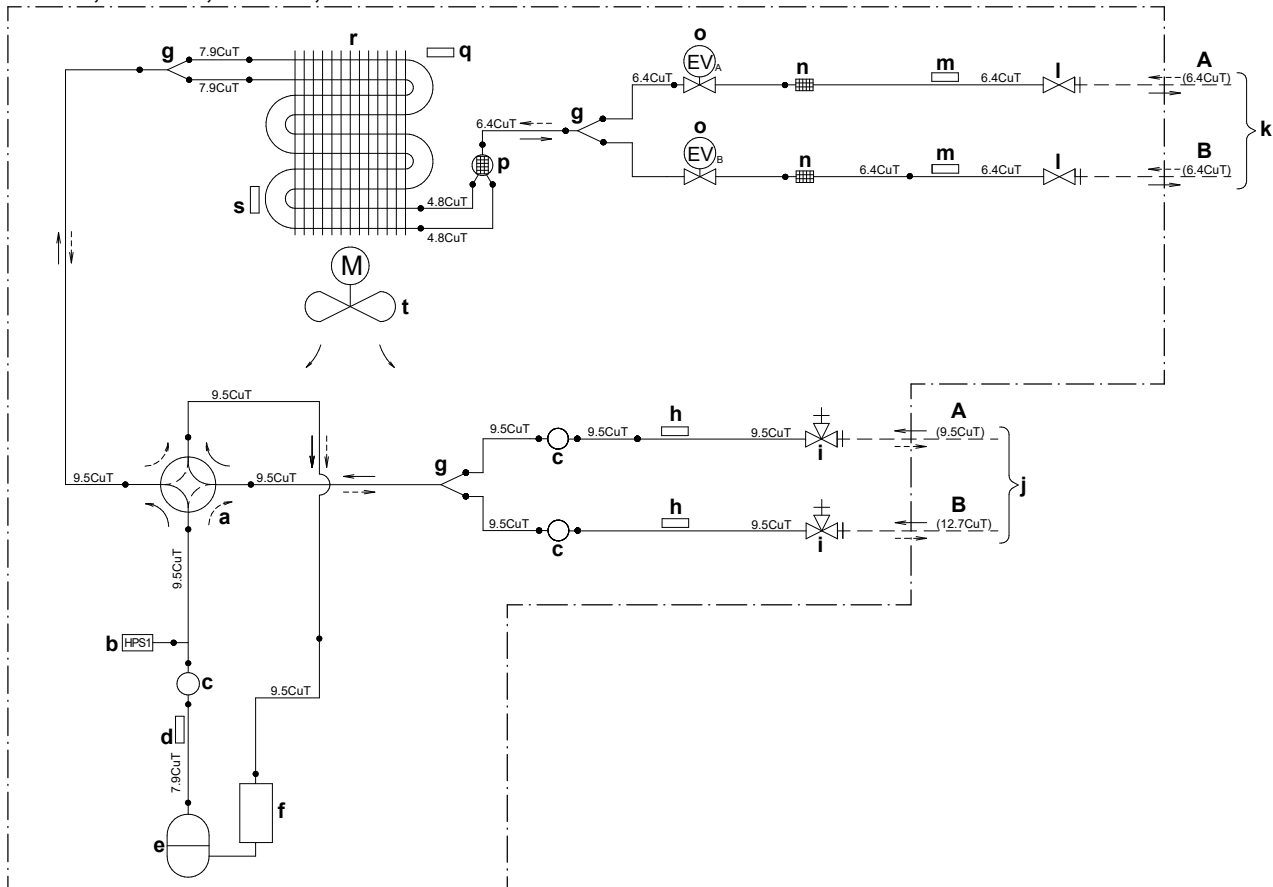 g 7.9CuT r q o
7.9CuT
EV A 6.4CuT n m 6.4CuT l A (6.4CuT)
6.4CuT g o k
EV B n 6.4CuT m 6.4CuT l B (6.4CuT)
p
s 4.8CuT
4.8CuT
M
t
9.5CuT
9.5CuT c 9.5CuT h 9.5CuT i A (9.5CuT)
9.5CuT a 9.5CuT g j
9.5CuT c h 9.5CuT i B (12.7CuT)
9.5CuT
b HPS1
c
9.5CuT
d
7.9CuT
f
e